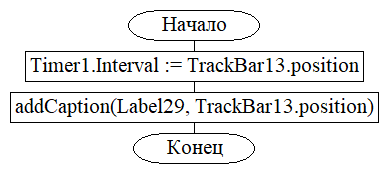 Начало
Timer1.Interval := TrackBar13.position
addCaption(Label29, TrackBar13.position)
Конец